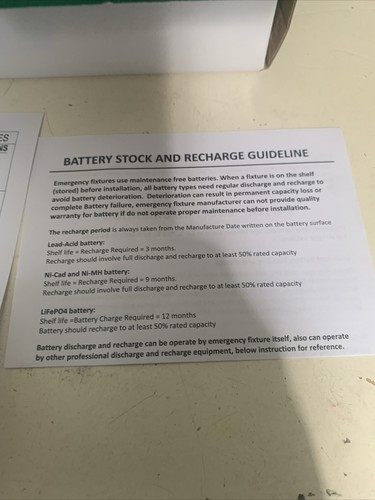 ES
NS
BATTERY STOCK AND RECHARGE GUIDELINE
Emergency fixtures use maintenance free batteries. When a fixture is on the shelf
(stored) before installation, all battery types need regular discharge and recharge to
avoid battery deterioration. Deterioration can result in permanent capacity loss or
complete Battery failure, emergency fixture manufacturer can not provide quality
warranty for battery if do not operate proper maintenance before installation.
The recharge period is always taken from the Manufacture Date written on the battery surface
Lead-Acid battery:
Shelf life = Recharge Required = 3 months.
Recharge should involve full discharge and recharge to at least 50% rated capacity
Ni-Cad and Ni-MH battery:
Shelf life = Recharge Required = 9 months.
Recharge should involve full discharge and recharge to at least 50% rated capacity
LiFePO4 battery:
Shelf life =Battery Charge Required = 12 months
Battery should recharge to at least 50% rated capacity
Battery discharge and recharge can be operate by emergency fixture itself, also can operate
by other professional discharge and recharge equipment, below instruction for reference.